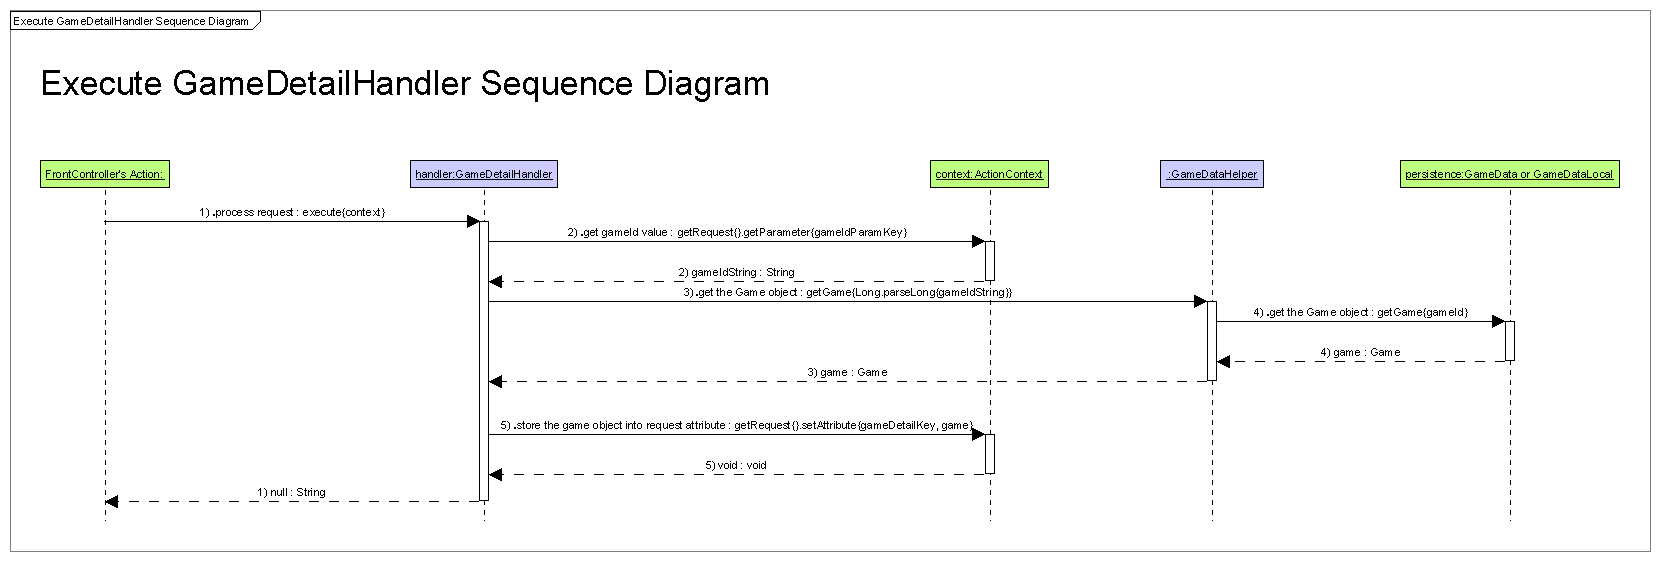 Execute GameDetailHandler Sequence Diagram
Execute GameDetailHandler Sequence Diagram
FrontController's Action:
handler:GameDetailHandler
context:ActionContext
:GameDataHelper
persistence:GameData or GameDataLocal
1) .process request : execute{context}
2) .get gameId value : getRequest{}.getParameter{gameIdParamKey}
2) gameIdString : String
3) .get the Game object : getGame{Long.parseLong{gameIdString}}
4) .get the Game object : getGame{gameId}
4) game : Game
3) game : Game
5) .store the game object into request attribute : getRequest{}.setAttribute{gameDetailKey, game}
5) void : void
1) null : String